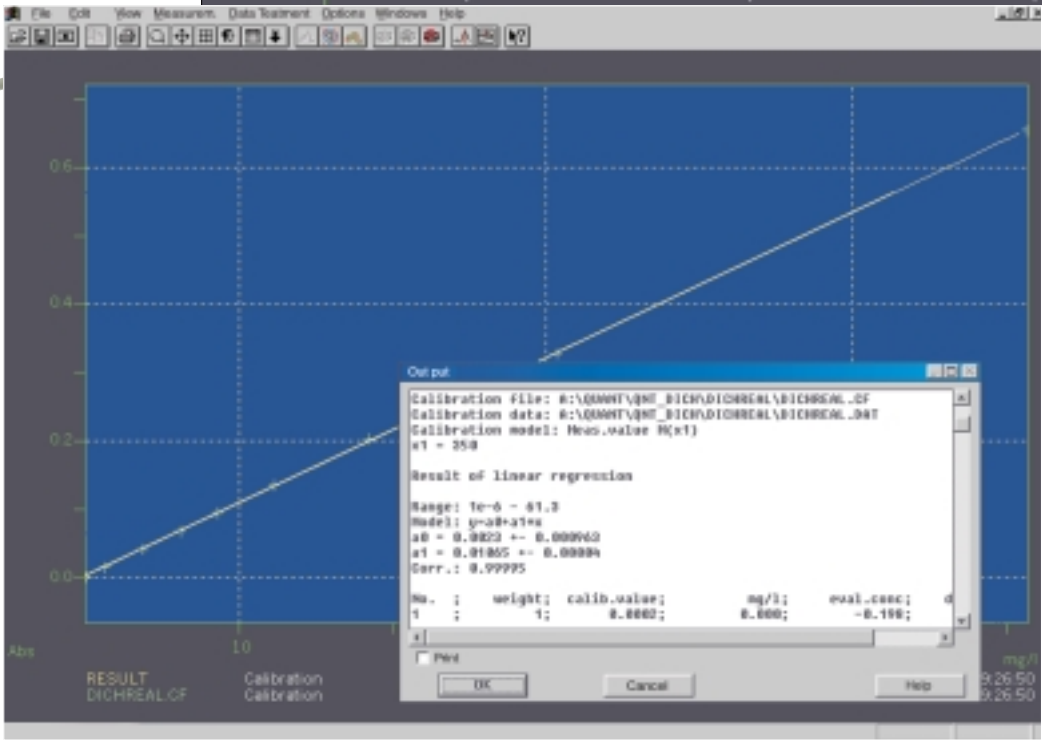 File Edit View Measurem. Data Teatment Options Windows Help
0.6
0.4
0.2
0.0
Abs
10
mg/l
RESULT Calibration 9:26:50
DICHREAL.CF Calibration 9:26:50
Output
Calibration file: A:\QUANT\QNT_DICH\DICHREAL\DICHREAL.CF
Calibration data: A:\QUANT\QNT_DICH\DICHREAL\DICHREAL.DAT
Calibration model: Meas.value M(x1)
x1 = 350
Result of linear regression
Range: 1e-6 - 61.3
Model: y=a0+a1*x
a0 = 0.0023 +- 0.000963
a1 = 0.01065 +- 0.00004
Corr.: 0.99995
No. ; weight; calib.value; mg/l; eval.conc; d
1 ; 1; 0.0002; 0.000; -0.198;
Print
OK Cancel Help